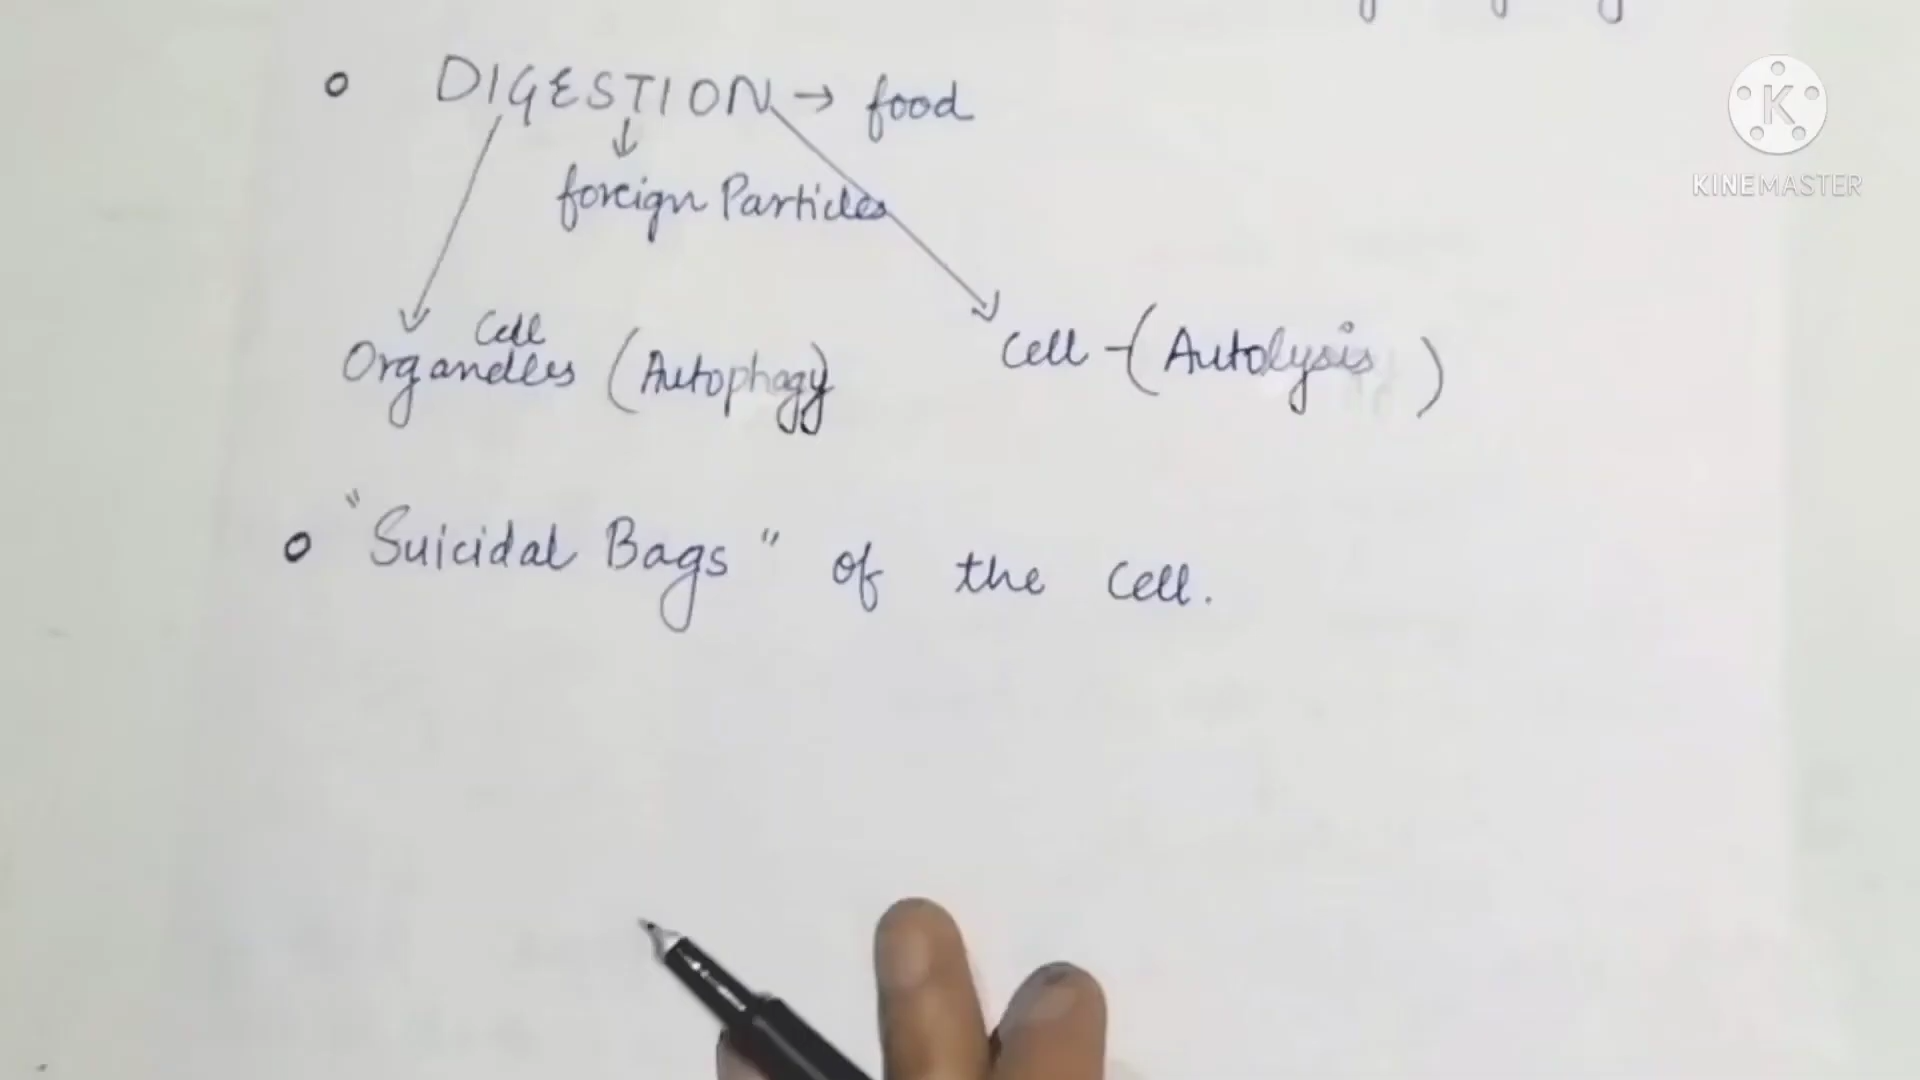 o DIGESTION → food
KINEMASTER
foreign Particles
Cell
Organelles (Autophagy)
Cell - (Autolysis)
o "Suicidal Bags" of the Cell.